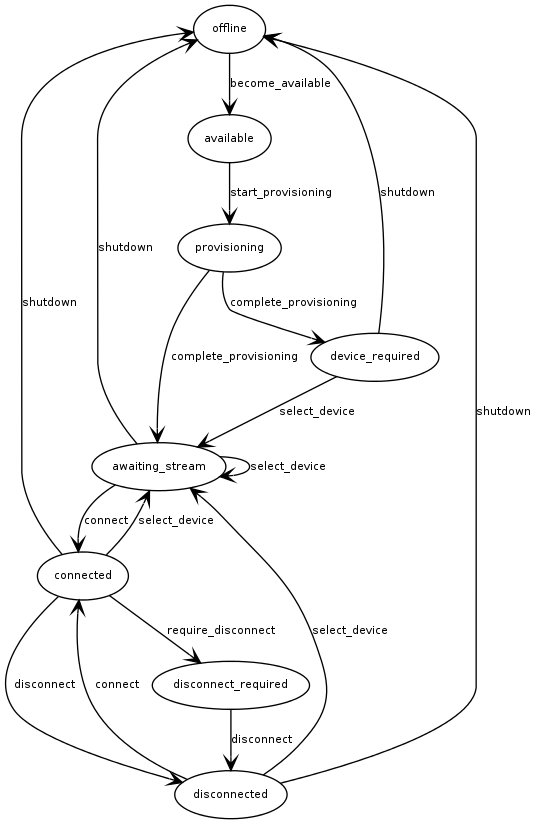 offline
become_available
available
start_provisioning
shutdown
provisioning
shutdown
complete_provisioning
shutdown
complete_provisioning
device_required
select_device
shutdown
awaiting_stream
select_device
connect
select_device
connected
require_disconnect
select_device
disconnect
connect
disconnect_required
disconnect
disconnected